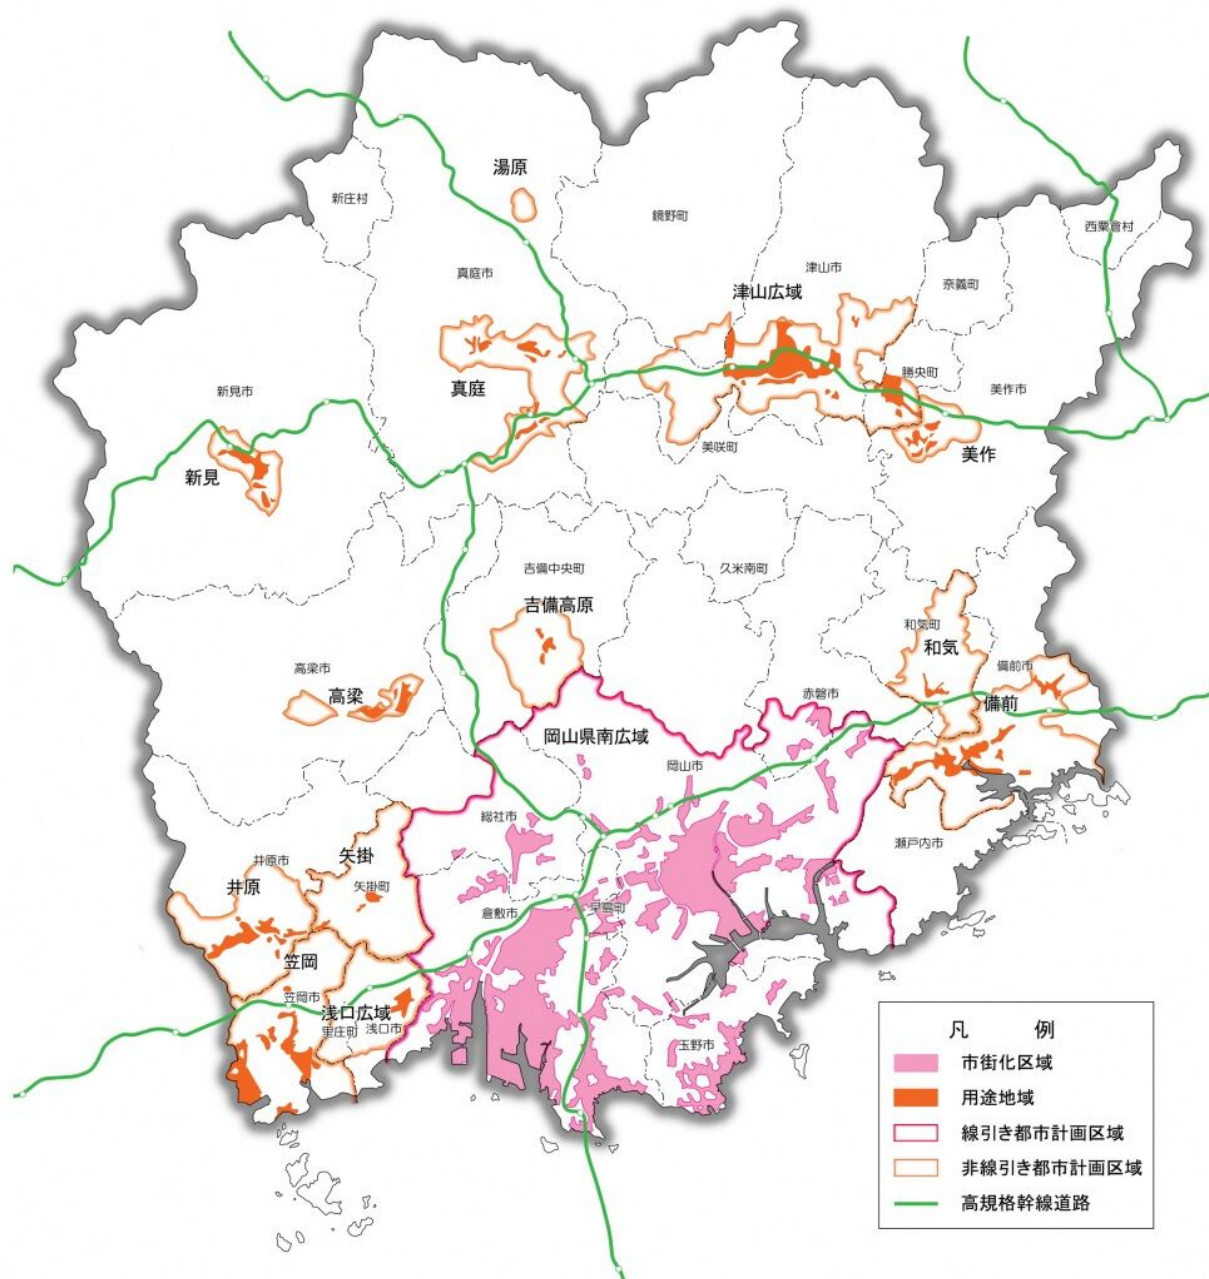 湯原
新庄村
鏡野町
西粟倉村
真庭市
津山市
奈義町
津山広域
勝央町
新見市
真庭
美作市
美咲町
美作
新見
吉備中央町
久米南町
吉備高原
和気町
和気
高梁市
備前市
高梁
赤磐市
備前
岡山県南広域
岡山市
総社市
瀬戸内市
矢掛
井原市
井原
矢掛町
倉敷市
早島町
笠岡
笠岡市
浅口広域
里庄町
浅口市
玉野市
凡 例
市街化区域
用途地域
線引き都市計画区域
非線引き都市計画区域
高規格幹線道路